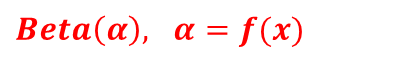 Beta(α), α = f(x)